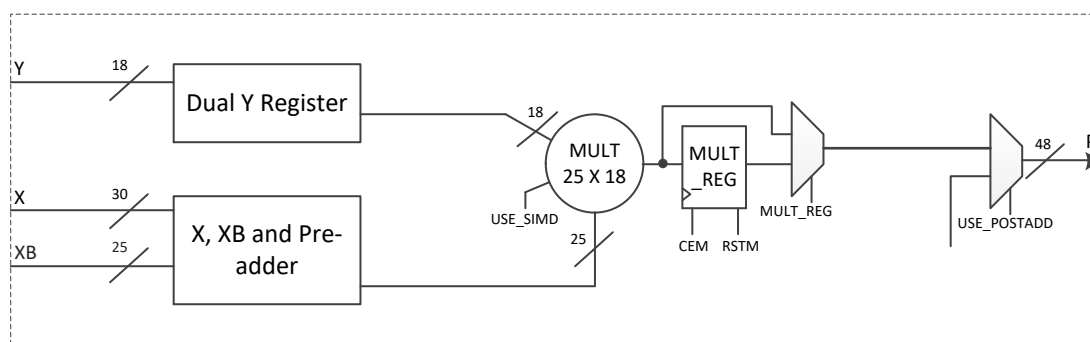 Y
18
Dual Y Register
18
MULT
25 X 18
USE_SIMD
MULT
_REG
CEM
RSTM
MULT_REG
48
P
USE_POSTADD
X
30
XB
25
X, XB and Pre-
adder
25